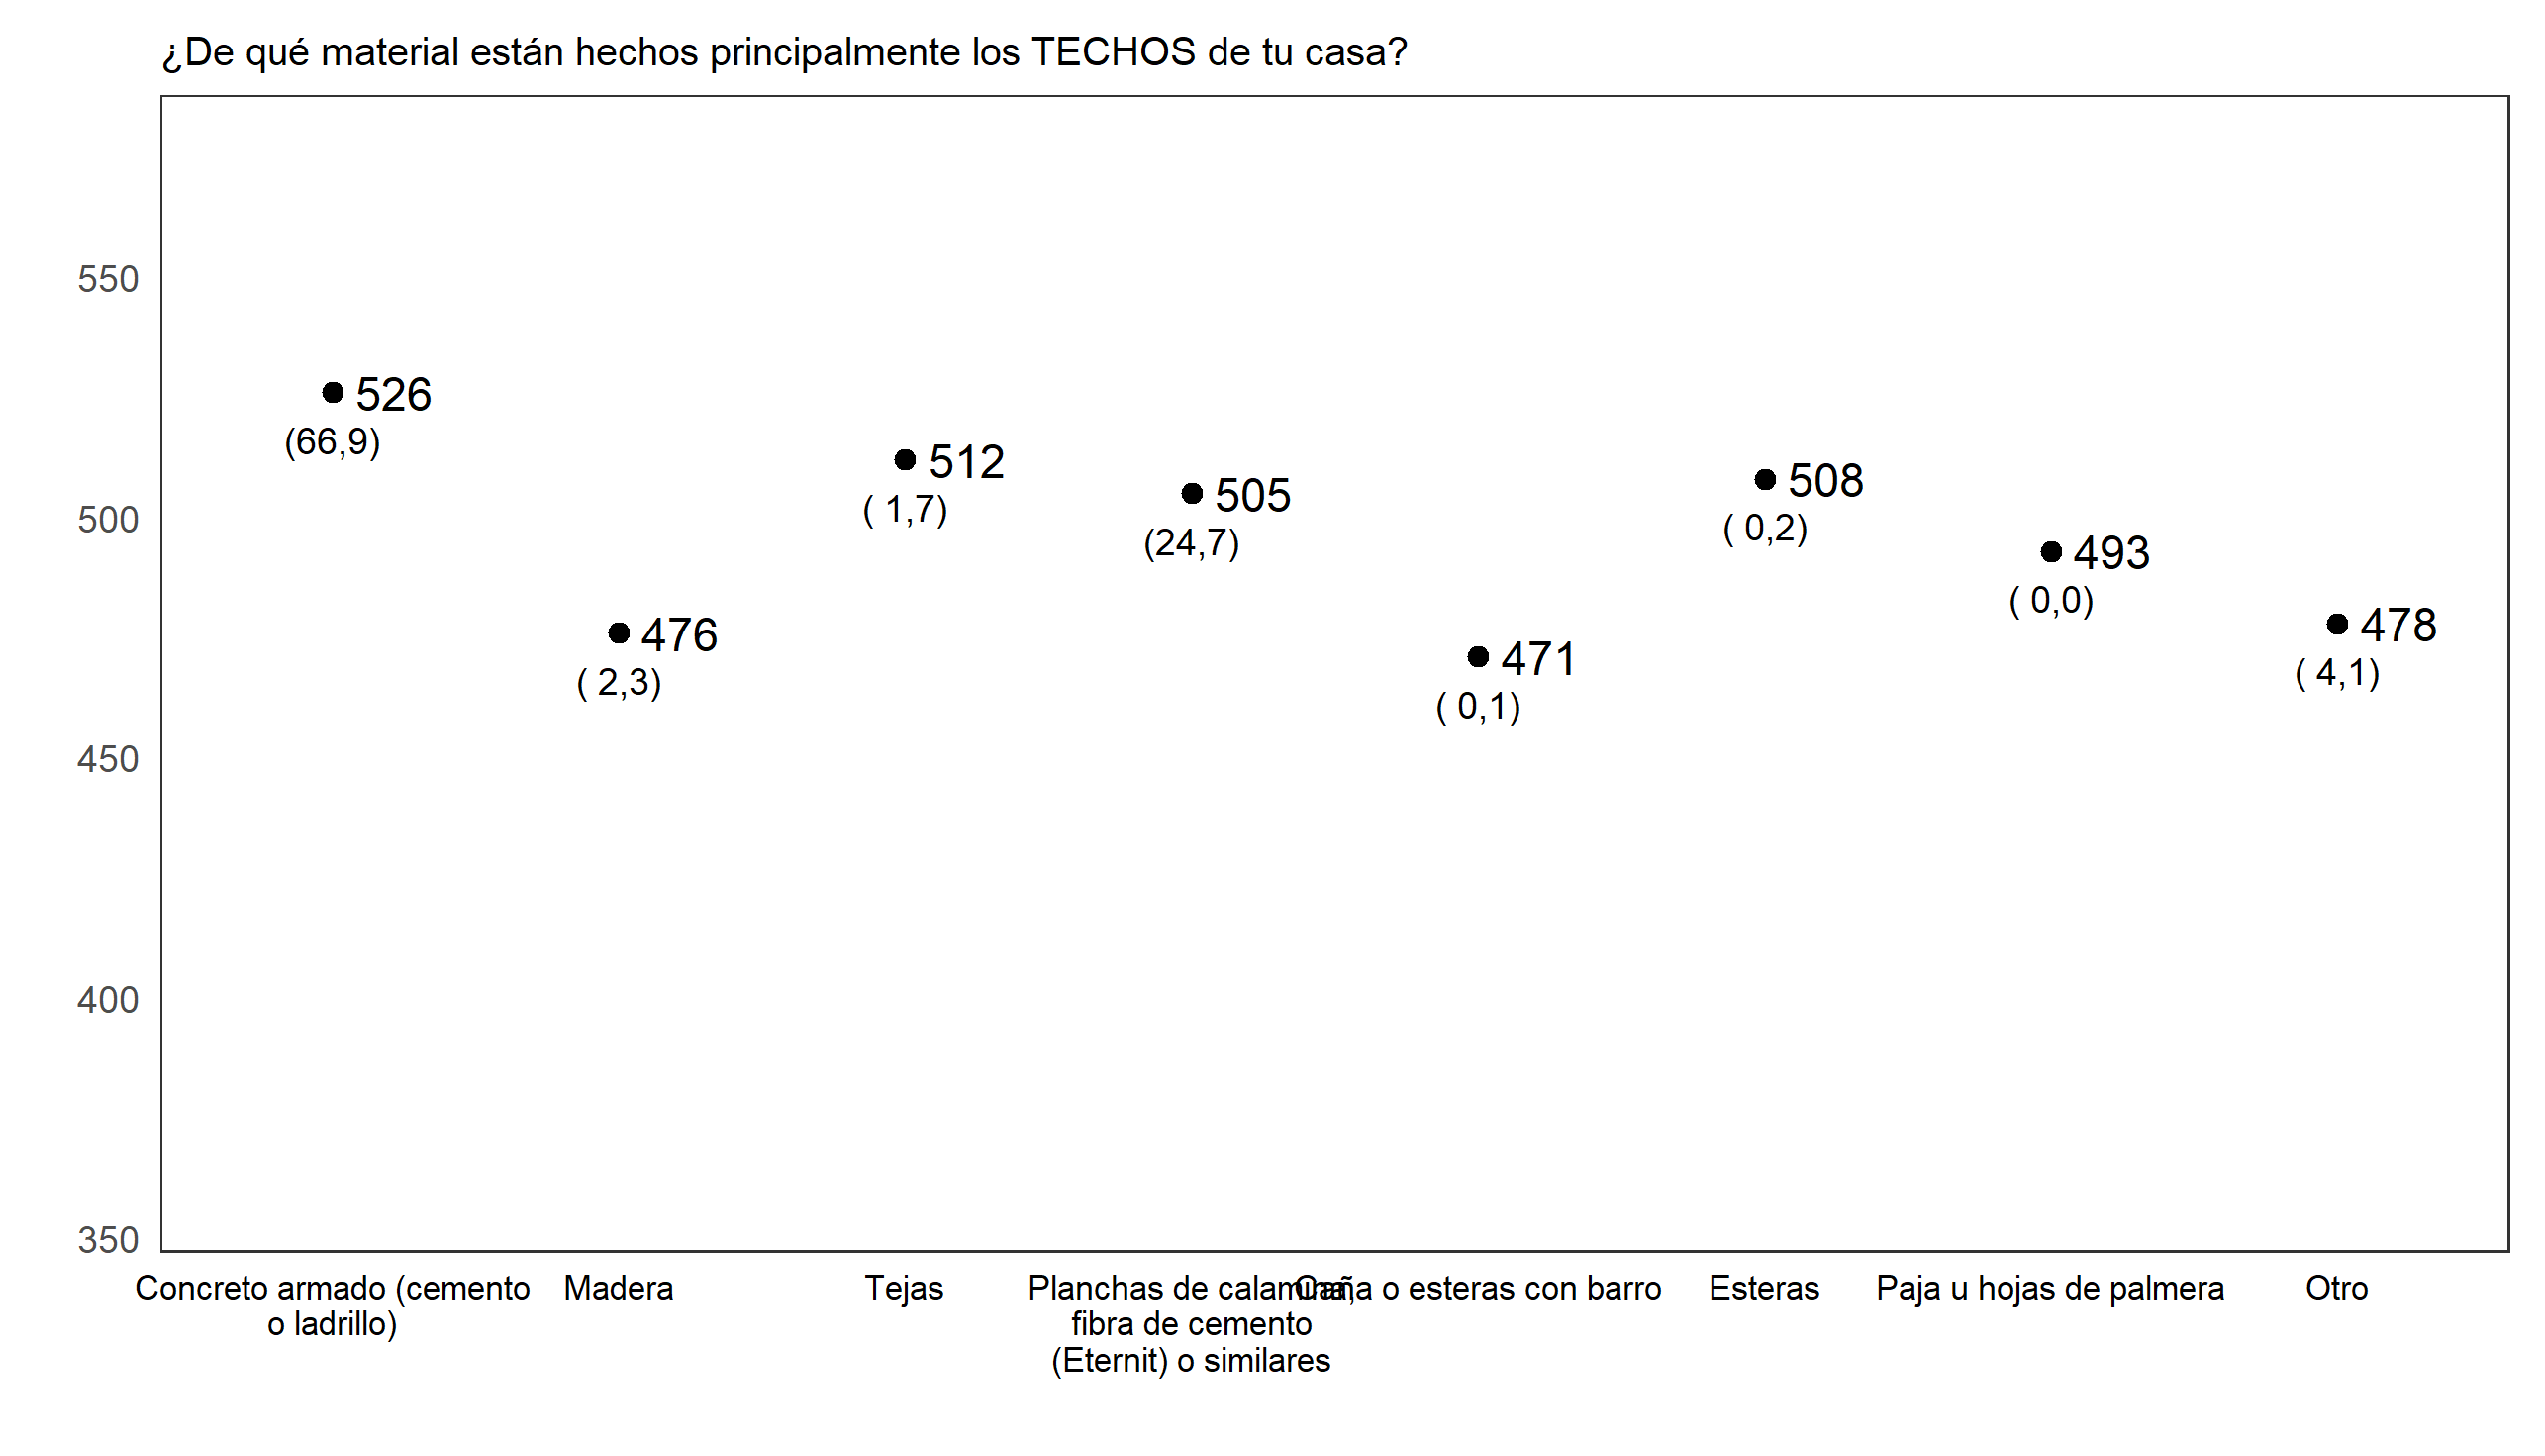 ¿De qué material están hechos principalmente los TECHOS de tu casa?
550
500
450
400
350
526
(66,9)
476
( 2,3)
512
( 1,7)
505
(24,7)
471
( 0,1)
508
( 0,2)
493
( 0,0)
478
( 4,1)
Concreto armado (cemento
o ladrillo)
Madera
Tejas
Planchas de calamina,
fibra de cemento
(Eternit) o similares
Caña o esteras con barro
Esteras
Paja u hojas de palmera
Otro